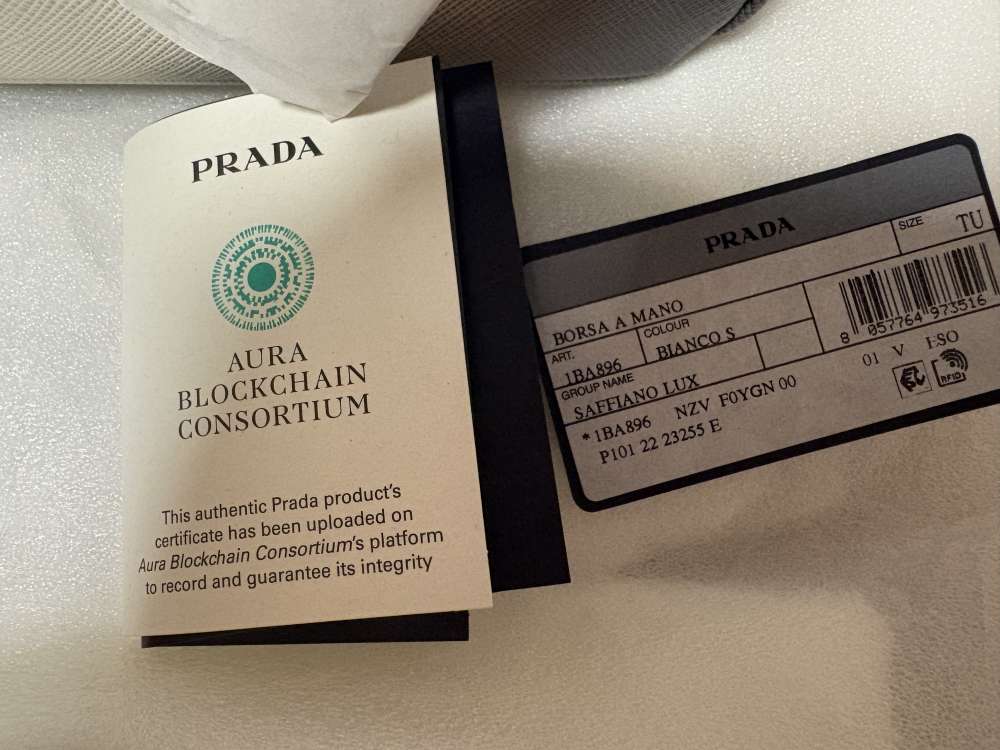 PRADA
AURA
BLOCKCHAIN
CONSORTIUM
This authentic Prada product's
certificate has been uploaded on
Aura Blockchain Consortium's platform
to record and guarantee its integrity
PRADA
SIZE TU
BORSA A MANO
ART. COLOUR
1BA896 BIANCO S
8 057764 973516
GROUP NAME
SAFFIANO LUX
01 V ESO
*1BA896 NZV F0YGN 00
P101 22 23255 E
RFID